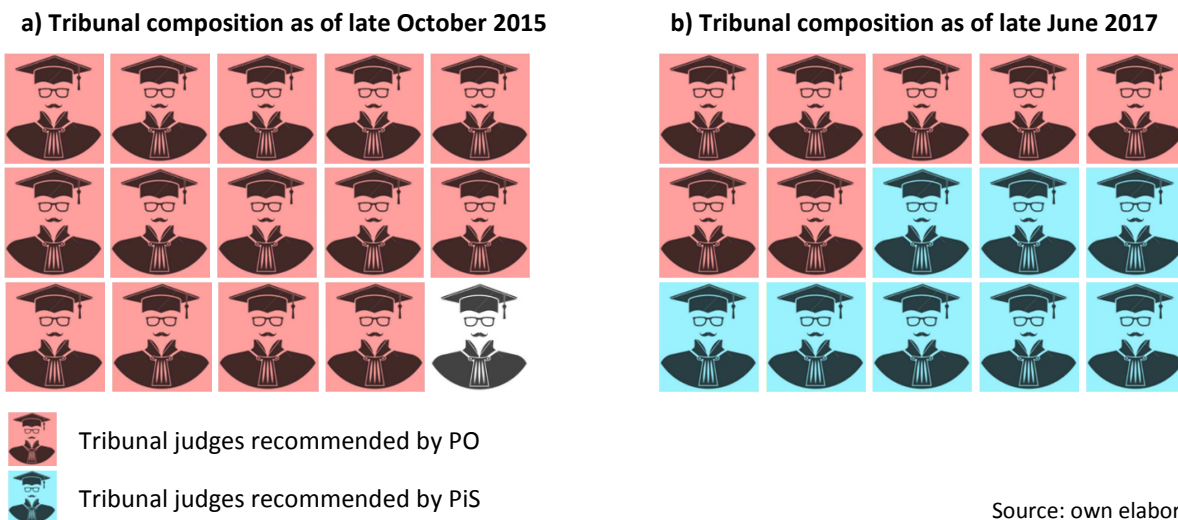 a) Tribunal composition as of late October 2015
b) Tribunal composition as of late June 2017
Tribunal judges recommended by PO
Tribunal judges recommended by PiS
Source: own elabor